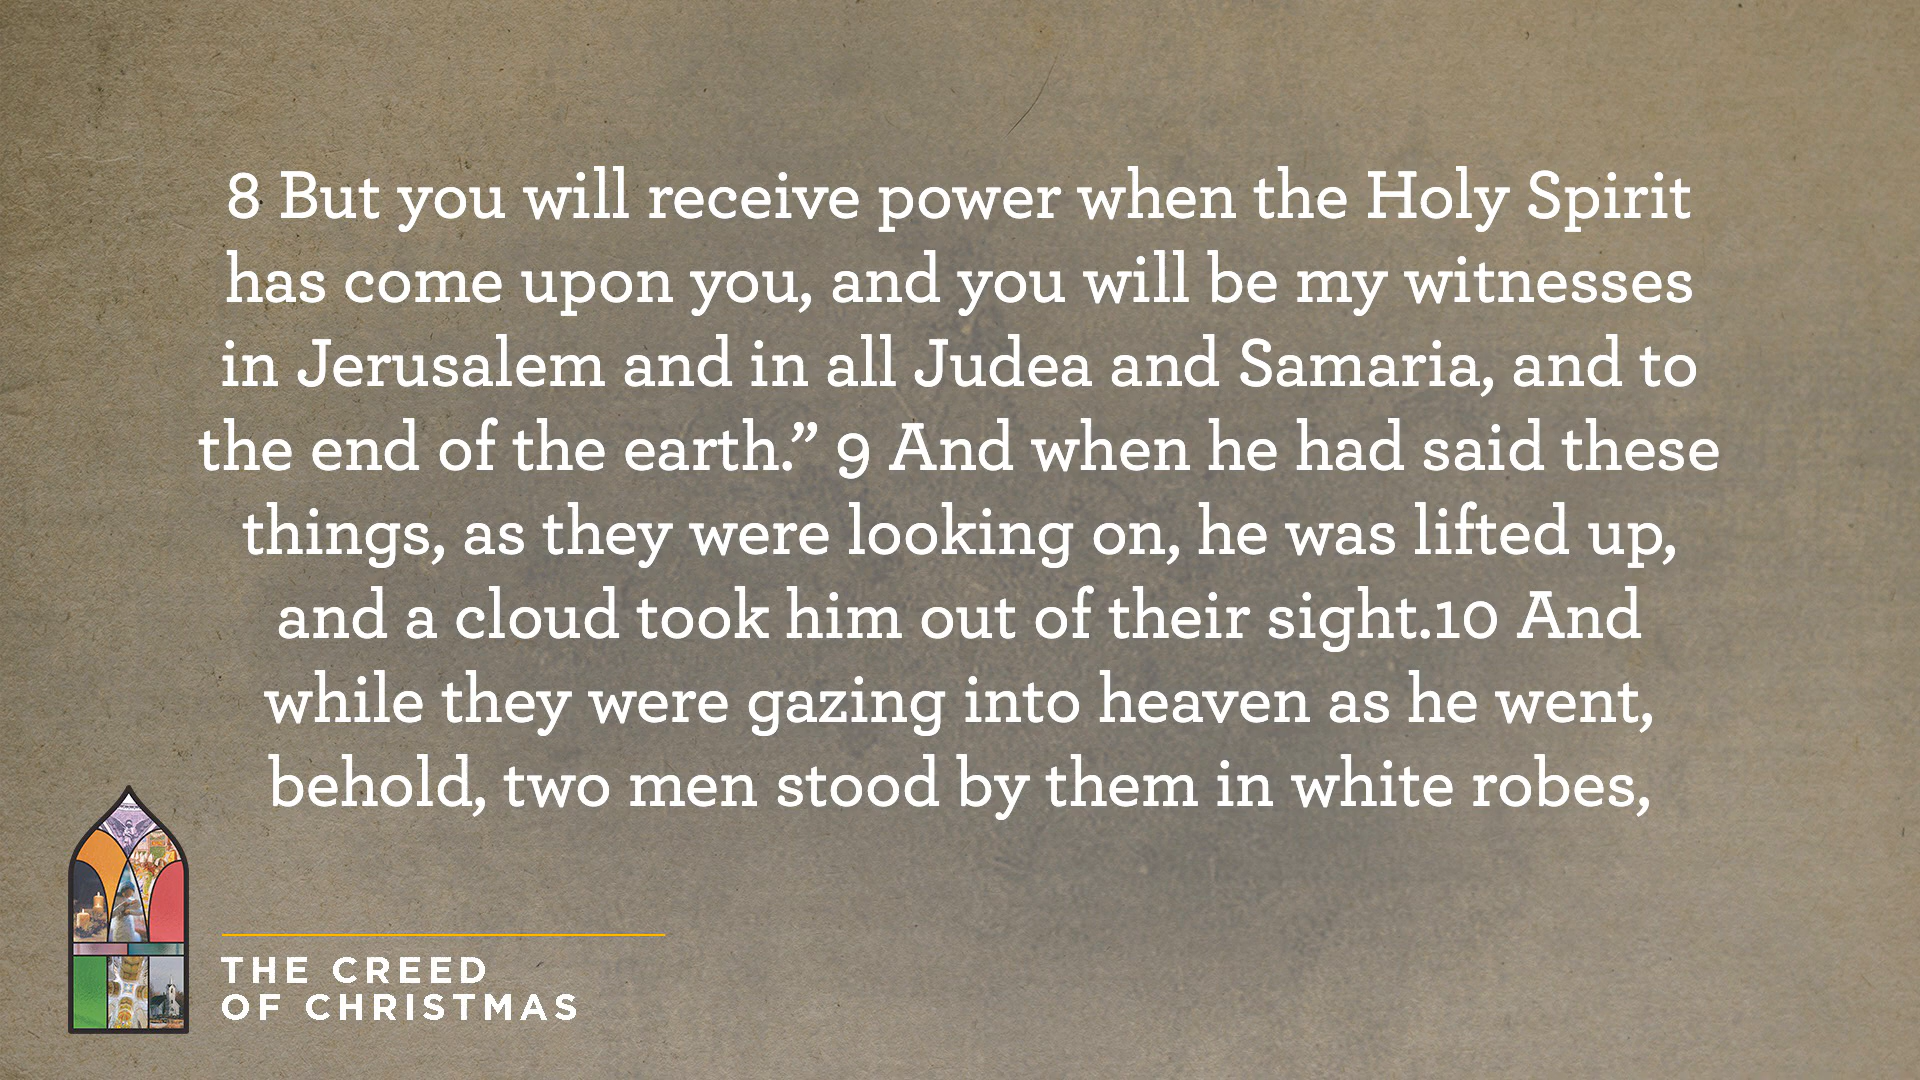 8 But you will receive power when the Holy Spirit
has come upon you, and you will be my witnesses
in Jerusalem and in all Judea and Samaria, and to
the end of the earth.” 9 And when he had said these
things, as they were looking on, he was lifted up,
and a cloud took him out of their sight.10 And
while they were gazing into heaven as he went,
behold, two men stood by them in white robes,
THE CREED
OF CHRISTMAS